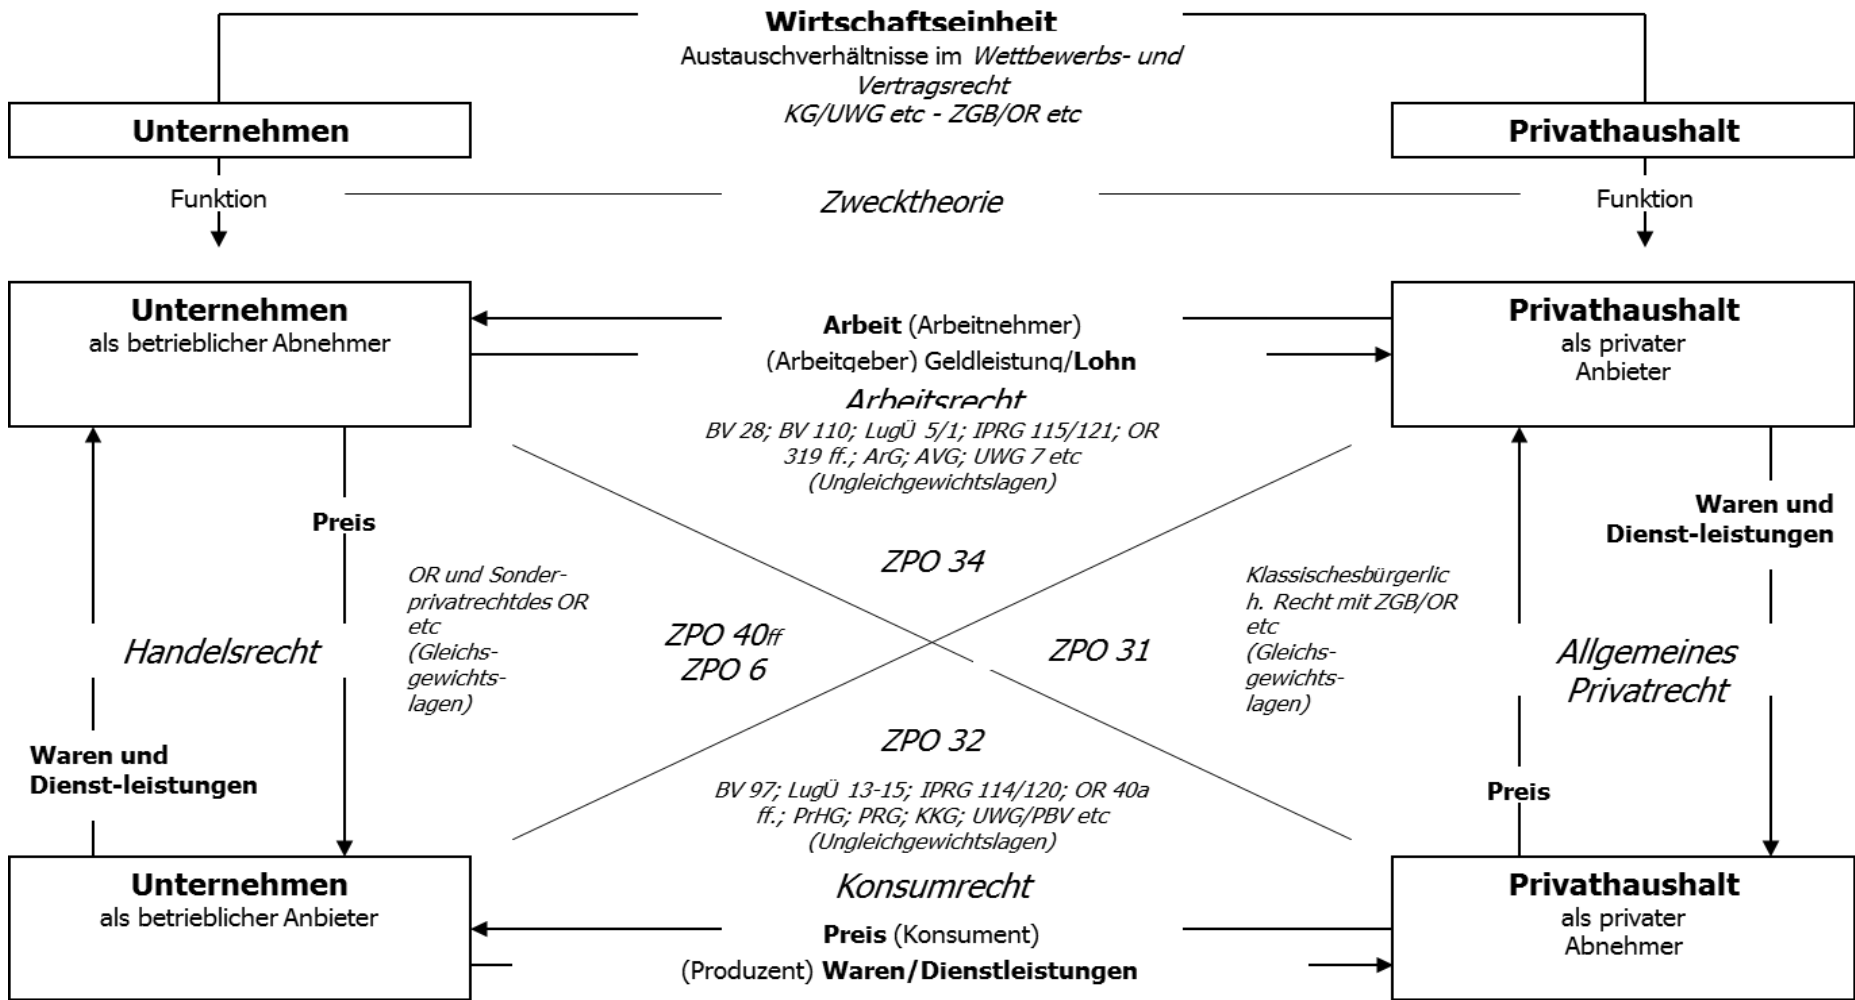 Wirtschaftseinheit
Austauschverhältnisse im Wettbewerbs- und
Vertragsrecht
KG/UWG etc - ZGB/OR etc
Unternehmen
Privathaushalt
Funktion
Zwecktheorie
Funktion
Unternehmen
als betrieblicher Abnehmer
Arbeit (Arbeitnehmer)
(Arbeitgeber) Geldleistung/Lohn
Privathaushalt
als privater
Anbieter
Arbeitsrecht
BV 28; BV 110; LugÜ 5/1; IPRG 115/121; OR
319 ff.; ArG; AVG; UWG 7 etc
(Ungleichgewichtslagen)
Preis
Waren und
Dienst-leistungen
ZPO 34
OR und Sonder-
privatrechtdes OR
etc
(Gleichs-
gewichts-
lagen)
Handelsrecht
ZPO 40ff
ZPO 6
ZPO 31
Klassischesbürgerlic
h. Recht mit ZGB/OR
etc
(Gleichs-
gewichts-
lagen)
Allgemeines
Privatrecht
ZPO 32
Waren und
Dienst-leistungen
BV 97; LugÜ 13-15; IPRG 114/120; OR 40a
ff.; PrHG; PRG; KKG; UWG/PBV etc
(Ungleichgewichtslagen)
Preis
Unternehmen
als betrieblicher Anbieter
Konsumrecht
Preis (Konsument)
(Produzent) Waren/Dienstleistungen
Privathaushalt
als privater
Abnehmer